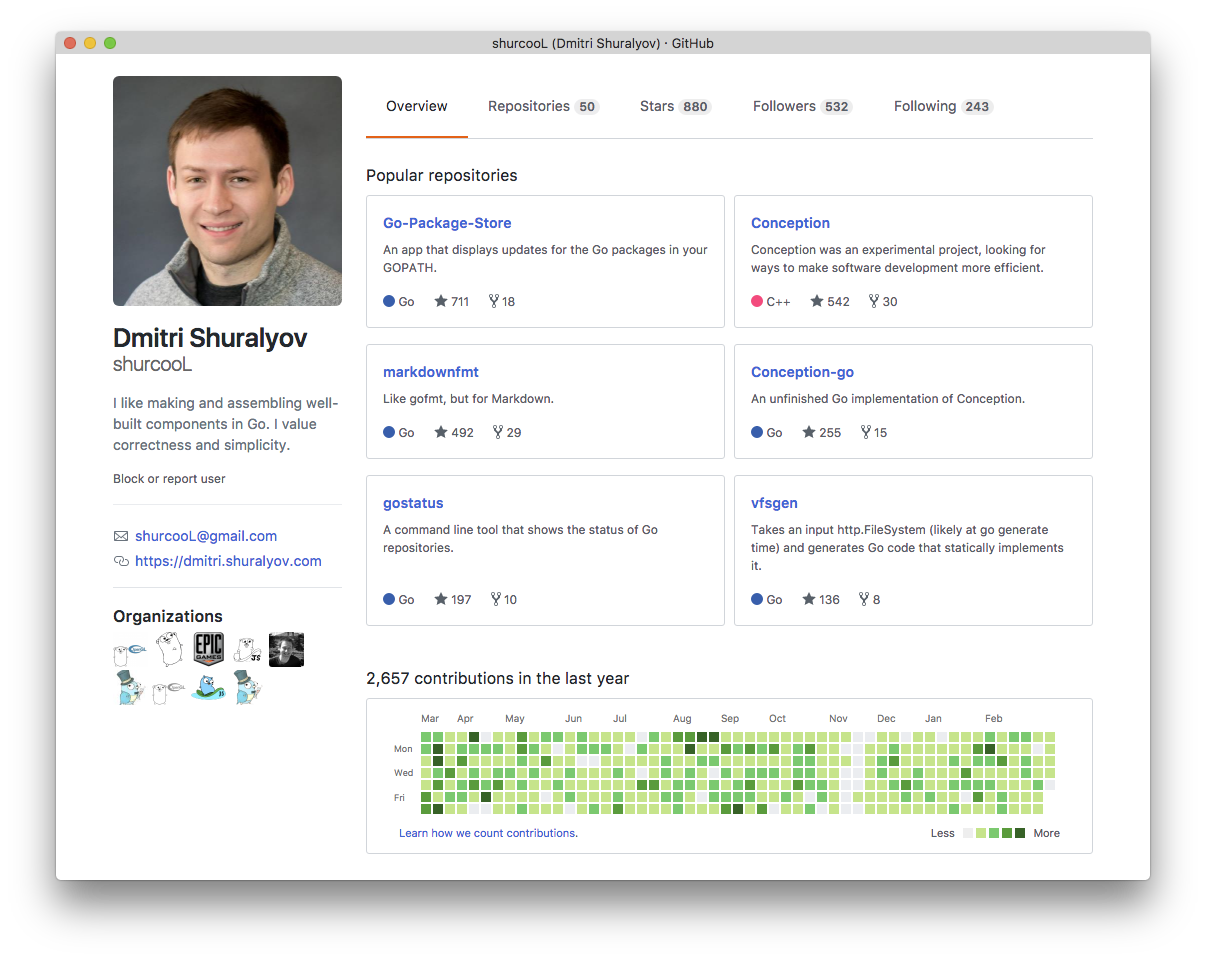 shurcooL (Dmitri Shuralyov) · GitHub
Overview
Repositories 50
Stars 880
Followers 532
Following 243
Dmitri Shuralyov
shurcooL
I like making and assembling well-
built components in Go. I value
correctness and simplicity.
Block or report user
shurcooL@gmail.com
https://dmitri.shuralyov.com
Organizations
EPIC
GAMES
JS
Popular repositories
Go-Package-Store
An app that displays updates for the Go packages in your
GOPATH.
Go 711 18
Conception
Conception was an experimental project, looking for
ways to make software development more efficient.
C++ 542 30
markdownfmt
Like gofmt, but for Markdown.
Go 492 29
Conception-go
An unfinished Go implementation of Conception.
Go 255 15
gostatus
A command line tool that shows the status of Go
repositories.
Go 197 10
vfsgen
Takes an input http.FileSystem (likely at go generate
time) and generates Go code that statically implements
it.
Go 136 8
2,657 contributions in the last year
Mar Apr May Jun Jul Aug Sep Oct Nov Dec Jan Feb
Mon
Wed
Fri
Learn how we count contributions.
Less More